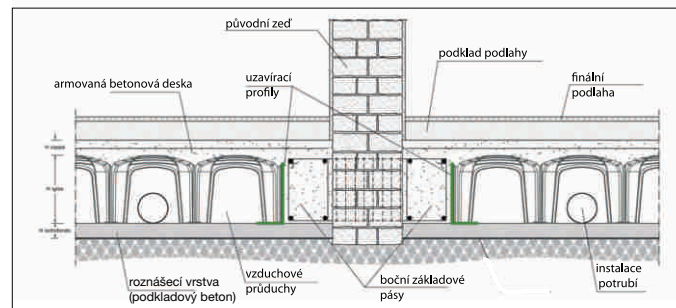 původní zeď
podklad podlahy
uzavírací
profily
finální
podlaha
armovaná betonová deska
roznášecí vrstva
(podkladový beton)
vzduchové
průduchy
boční základové
pásy
instalace
potrubí